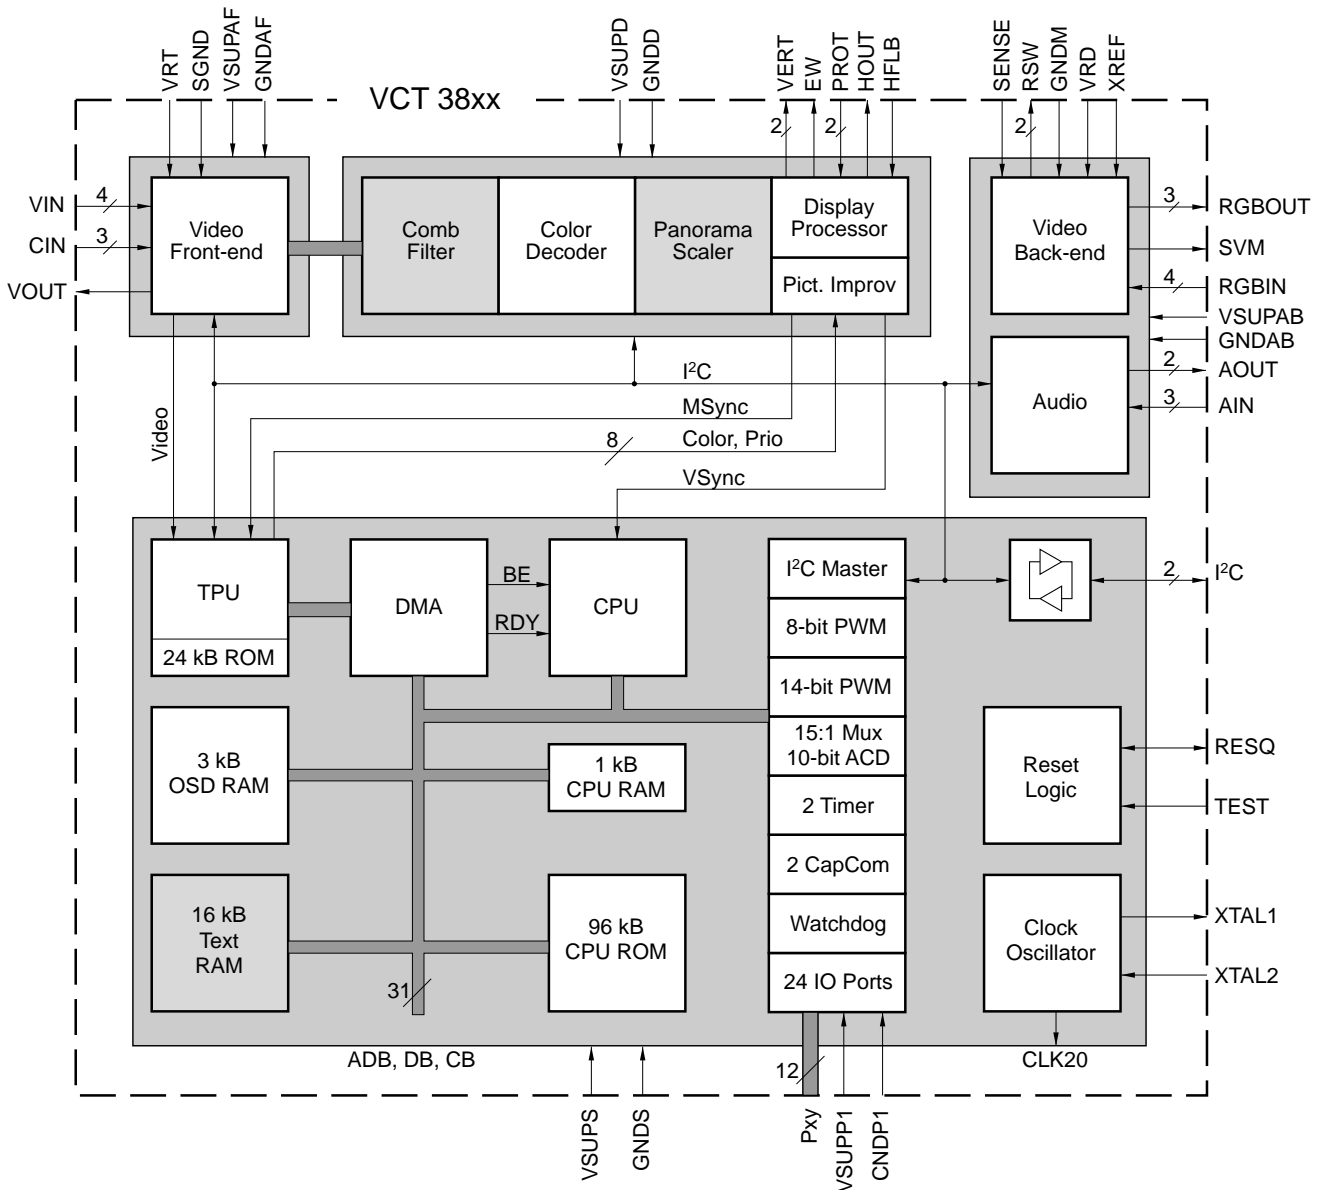 VRT
SGND
VSUPAF
GNDAF
VCT 38xx
VSUPD
GNDD
VERT
EW
PROT
HOUT
HFLB
SENSE
RSW
GNDM
VRD
XREF
2
2
2
VIN
4
CIN
3
VOUT
Video
Front-end
Comb
Filter
Color
Decoder
Panorama
Scaler
Display
Processor
Pict. Improv
Video
Back-end
3
RGBOUT
SVM
4
RGBIN
VSUPAB
GNDAB
2
AOUT
3
AIN
Audio
I²C
MSync
Video
8
Color, Prio
VSync
TPU
24 kB ROM
DMA
BE
RDY
CPU
I²C Master
8-bit PWM
14-bit PWM
15:1 Mux
10-bit ACD
2 Timer
2 CapCom
Watchdog
24 IO Ports
2
I²C
3 kB
OSD RAM
1 kB
CPU RAM
Reset
Logic
RESQ
TEST
16 kB
Text
RAM
96 kB
CPU ROM
31
Clock
Oscillator
XTAL1
XTAL2
ADB, DB, CB
12
CLK20
VSUPS
GNDS
Pxy
VSUPP1
CNDP1